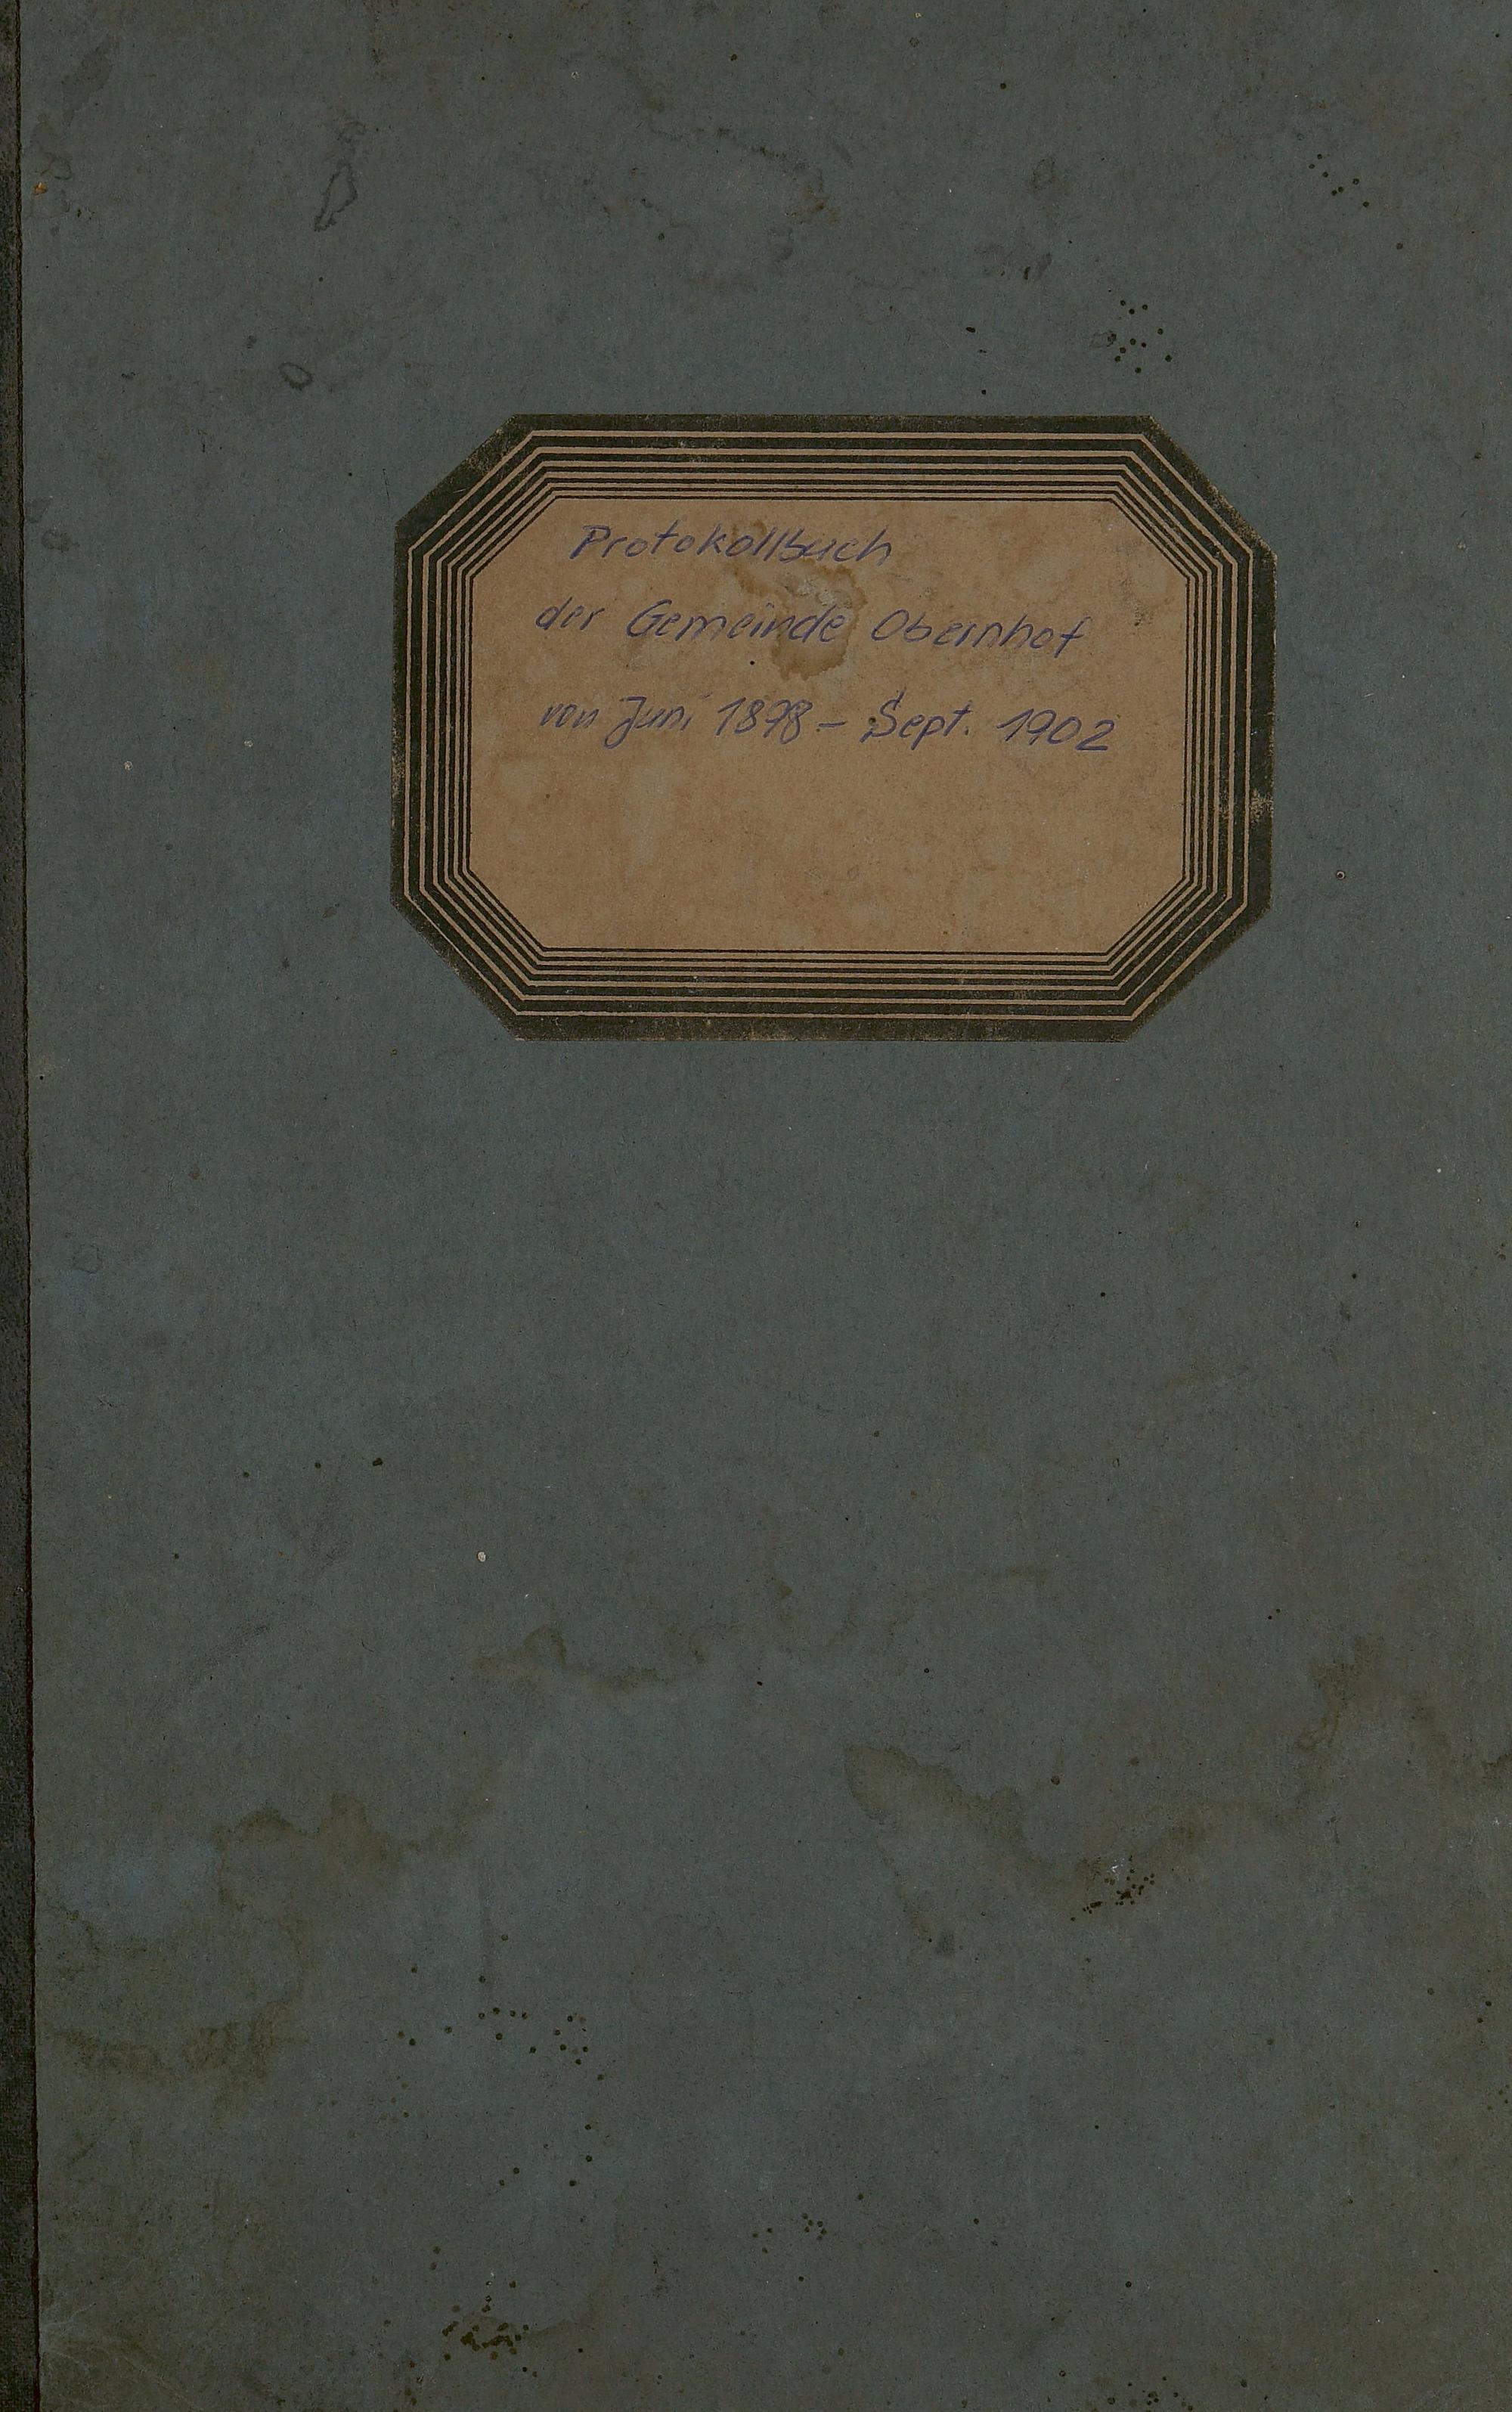 Protokollbuch
der Gemeinde Obernhof
von Juni 1898 - Sept. 1902